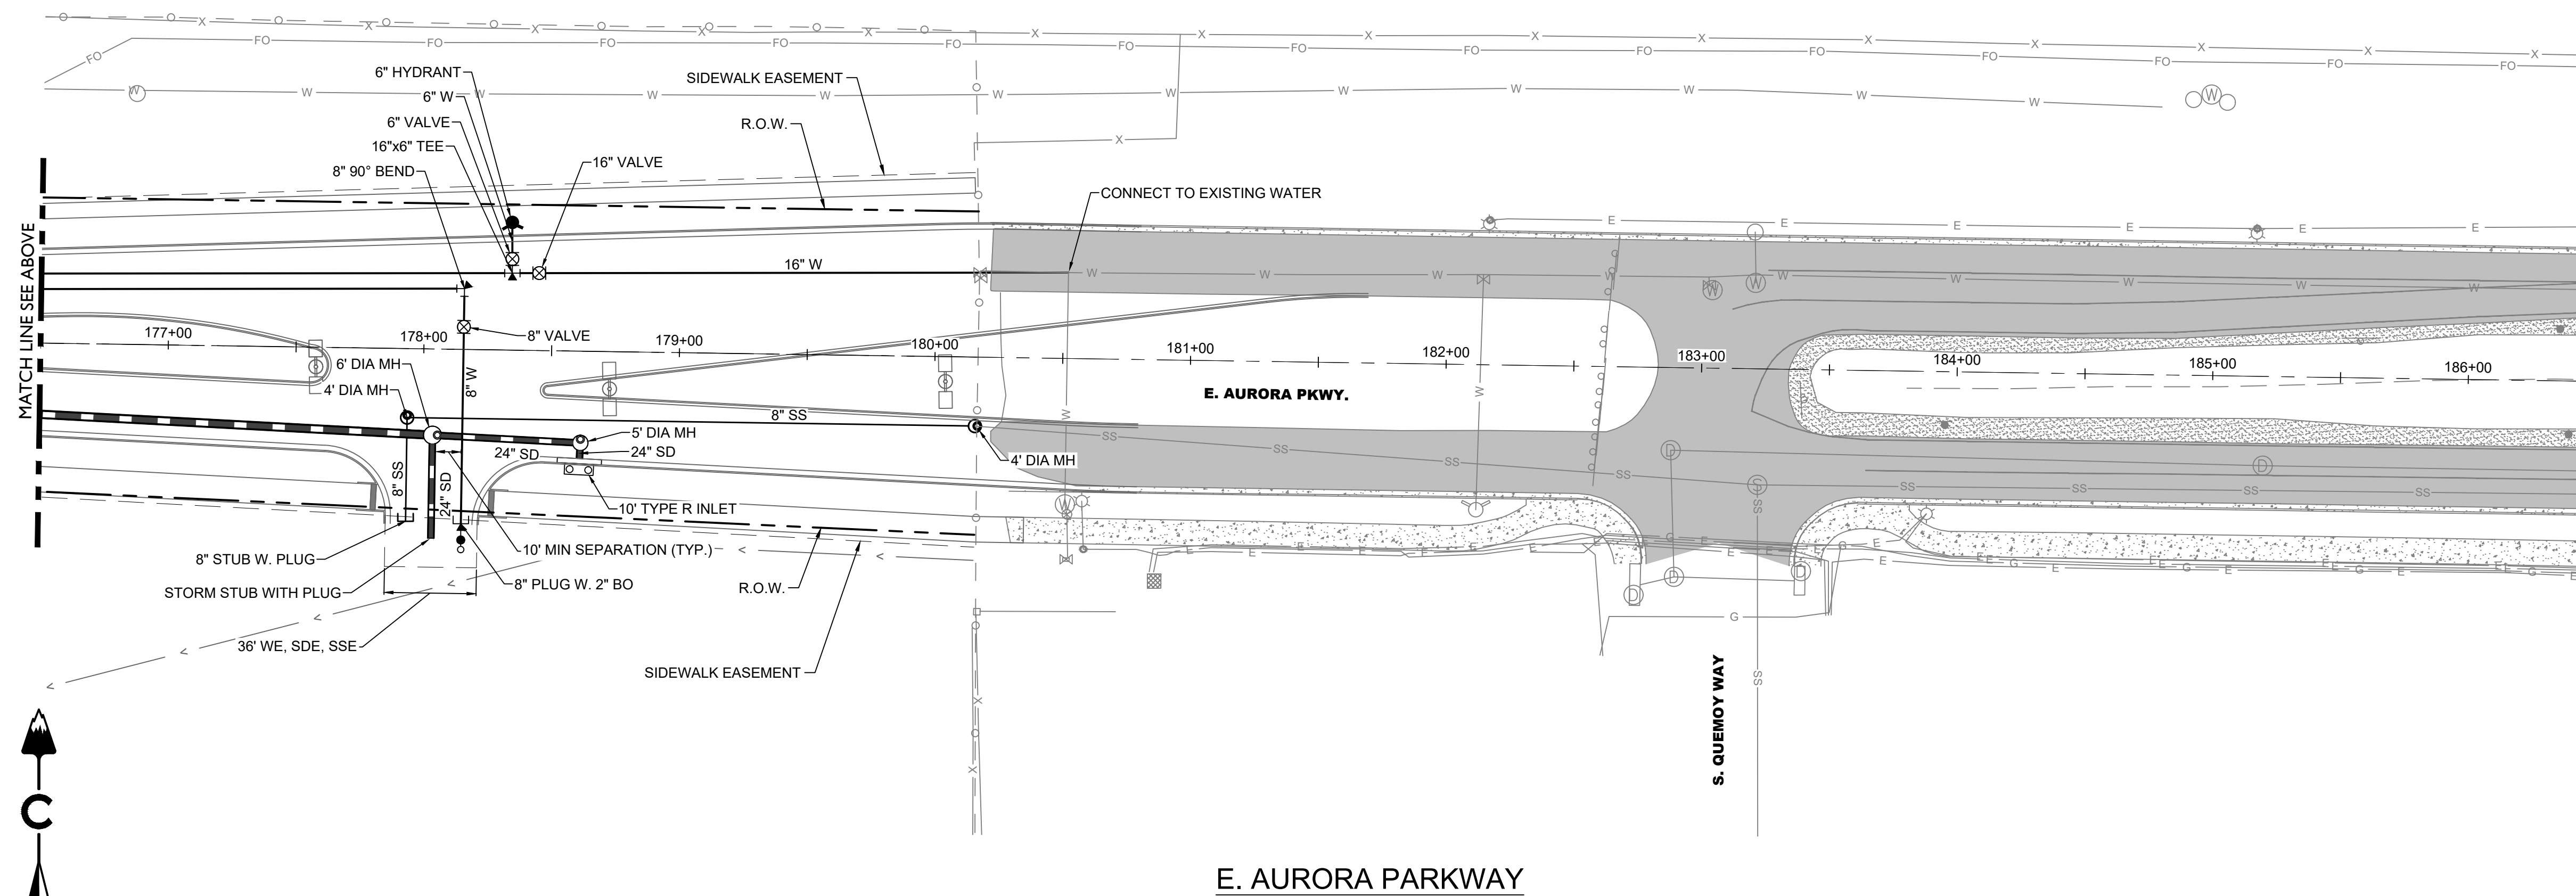 6" HYDRANT
6" W
6" VALVE
16"x6" TEE
8" 90° BEND
16" VALVE
SIDEWALK EASEMENT
R.O.W.
CONNECT TO EXISTING WATER
MATCH LINE SEE ABOVE
16" W
177+00
178+00
179+00
180+00
181+00
182+00
183+00
184+00
185+00
186+00
8" VALVE
6' DIA MH
4' DIA MH
8" W
E. AURORA PKWY.
8" SS
5' DIA MH
24" SD
24" SD
4' DIA MH
8" SS
24" SD
10' TYPE R INLET
10' MIN SEPARATION (TYP.)
8" STUB W. PLUG
8" PLUG W. 2" BO
R.O.W.
STORM STUB WITH PLUG
36' WE, SDE, SSE
SIDEWALK EASEMENT
S. QUEMOY WAY
E. AURORA PARKWAY